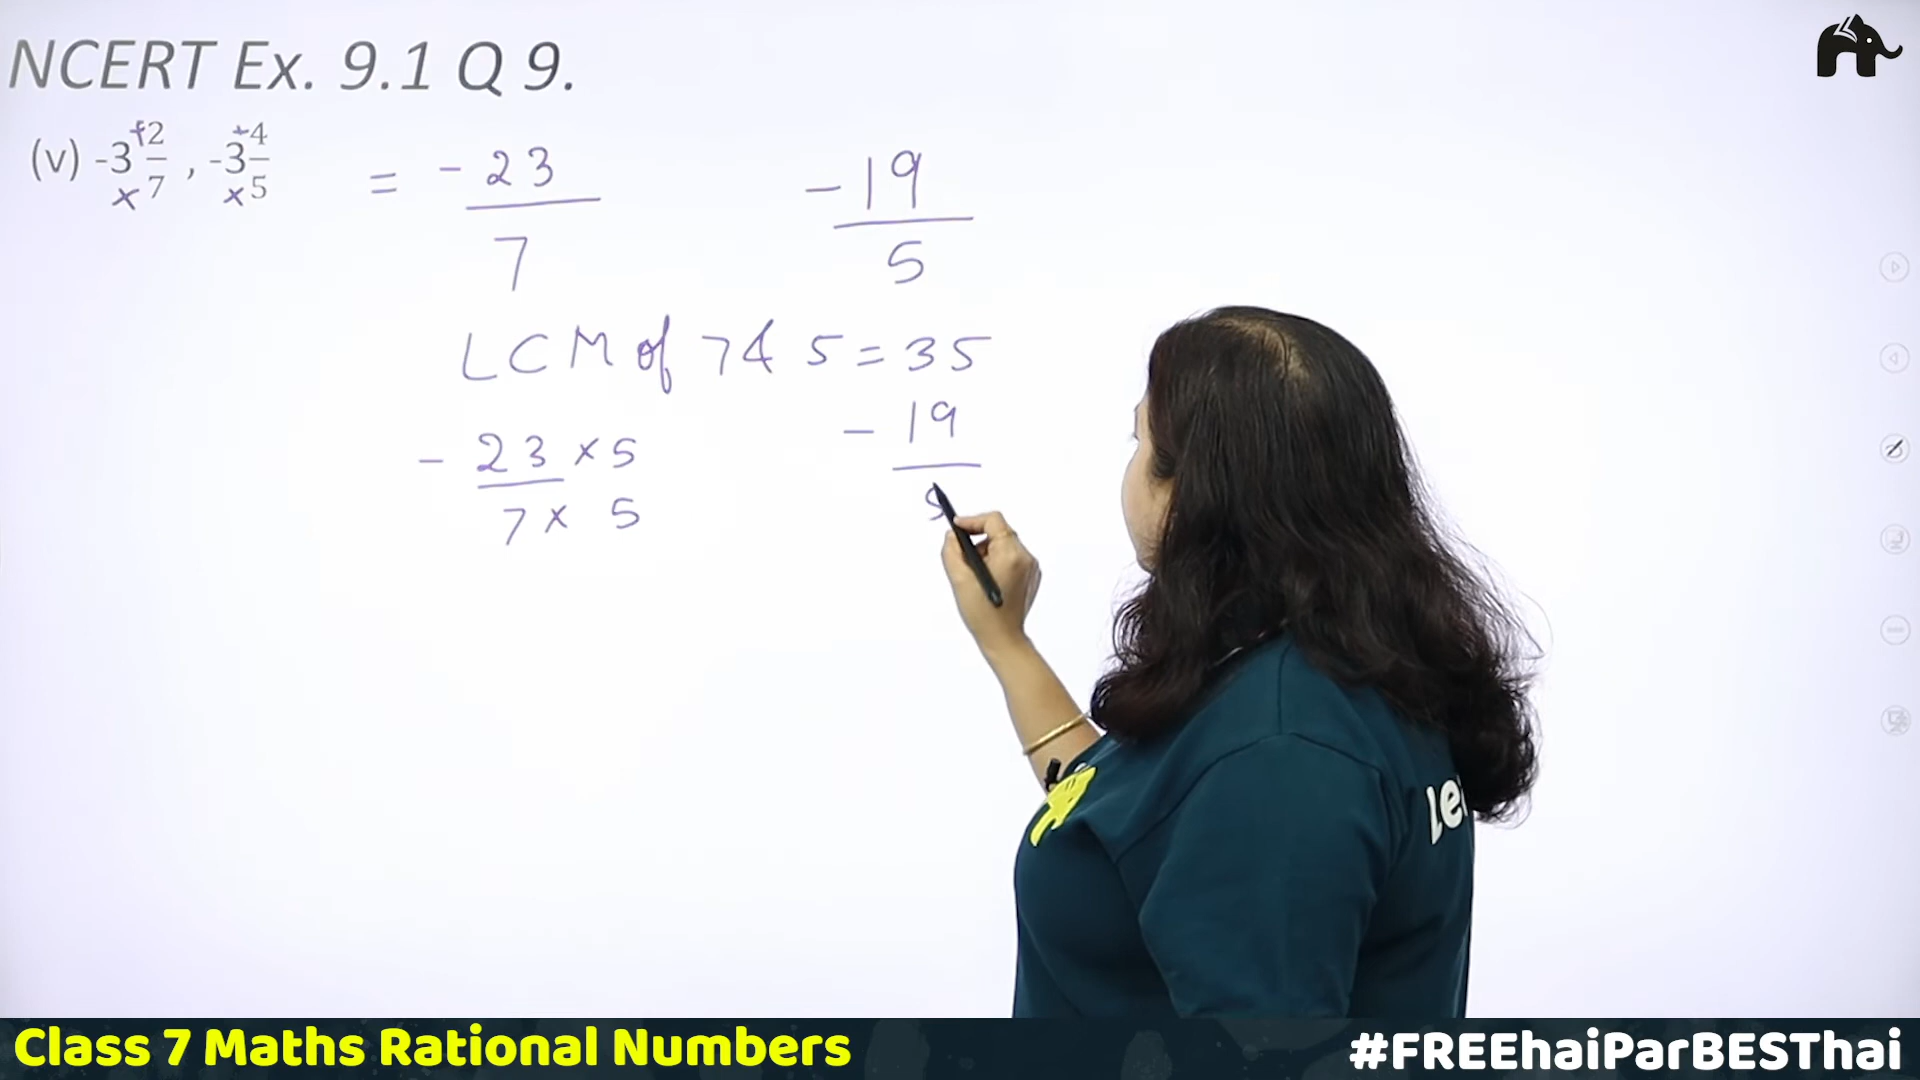 NCERT Ex. 9.1 Q 9.
(v) -3 2/7 , -3 4/5 = -23/7 -19/5
+ +
× ×
LCM of 7 & 5 = 35
- 23 × 5 - 19
7 × 5 5
Class 7 Maths Rational Numbers
#FREEhaiParBESThai